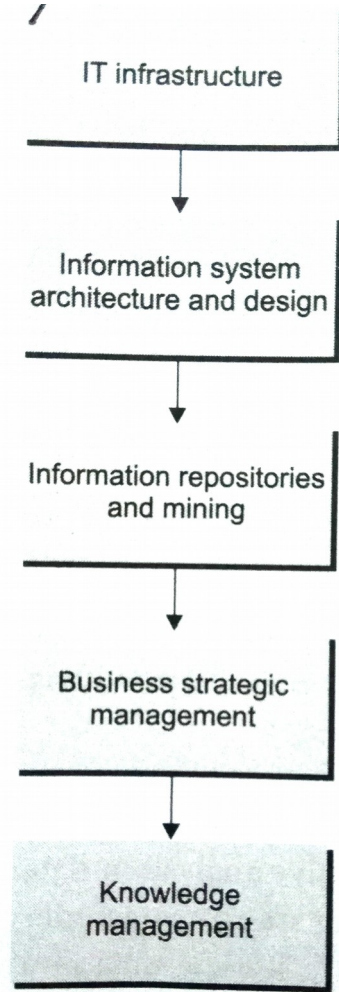 IT infrastructure
Information system
architecture and design
Information repositories
and mining
Business strategic
management
Knowledge
management